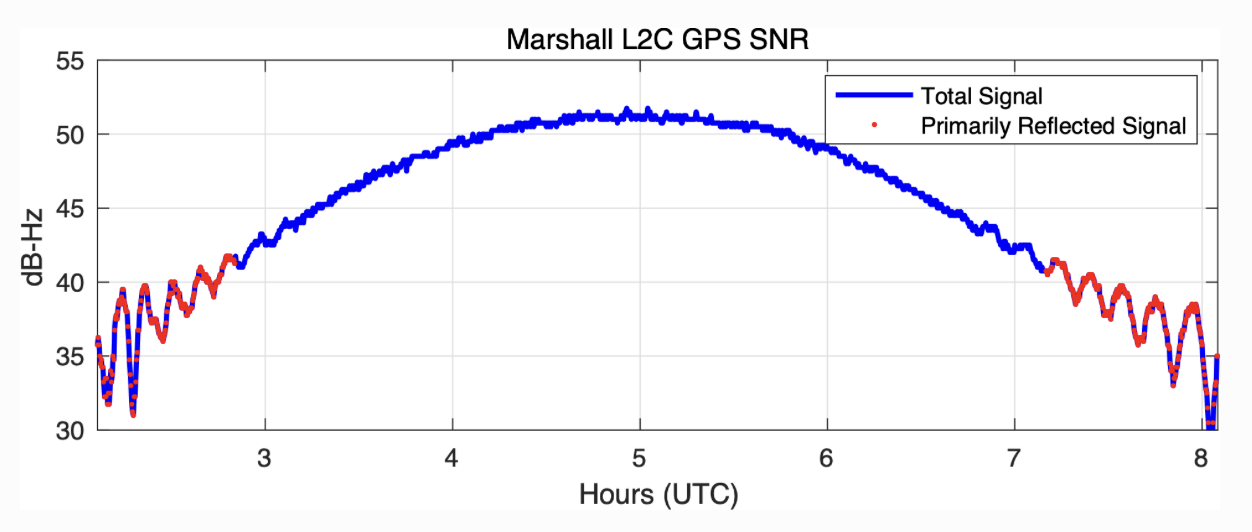 Marshall L2C GPS SNR
55
50
45
40
35
30
dB-Hz
Total Signal
Primarily Reflected Signal
3 4 5 6 7 8
Hours (UTC)